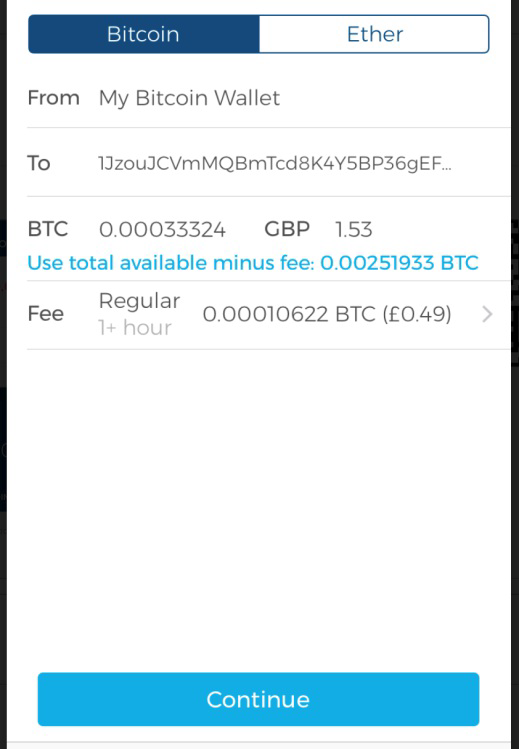 Bitcoin Ether
From My Bitcoin Wallet
To 1JzouJCVmMQBmTcd8K4Y5BP36gEF...
BTC 0.00033324 GBP 1.53
Use total available minus fee: 0.00251933 BTC
Fee Regular 0.00010622 BTC (£0.49)
1+ hour
Continue